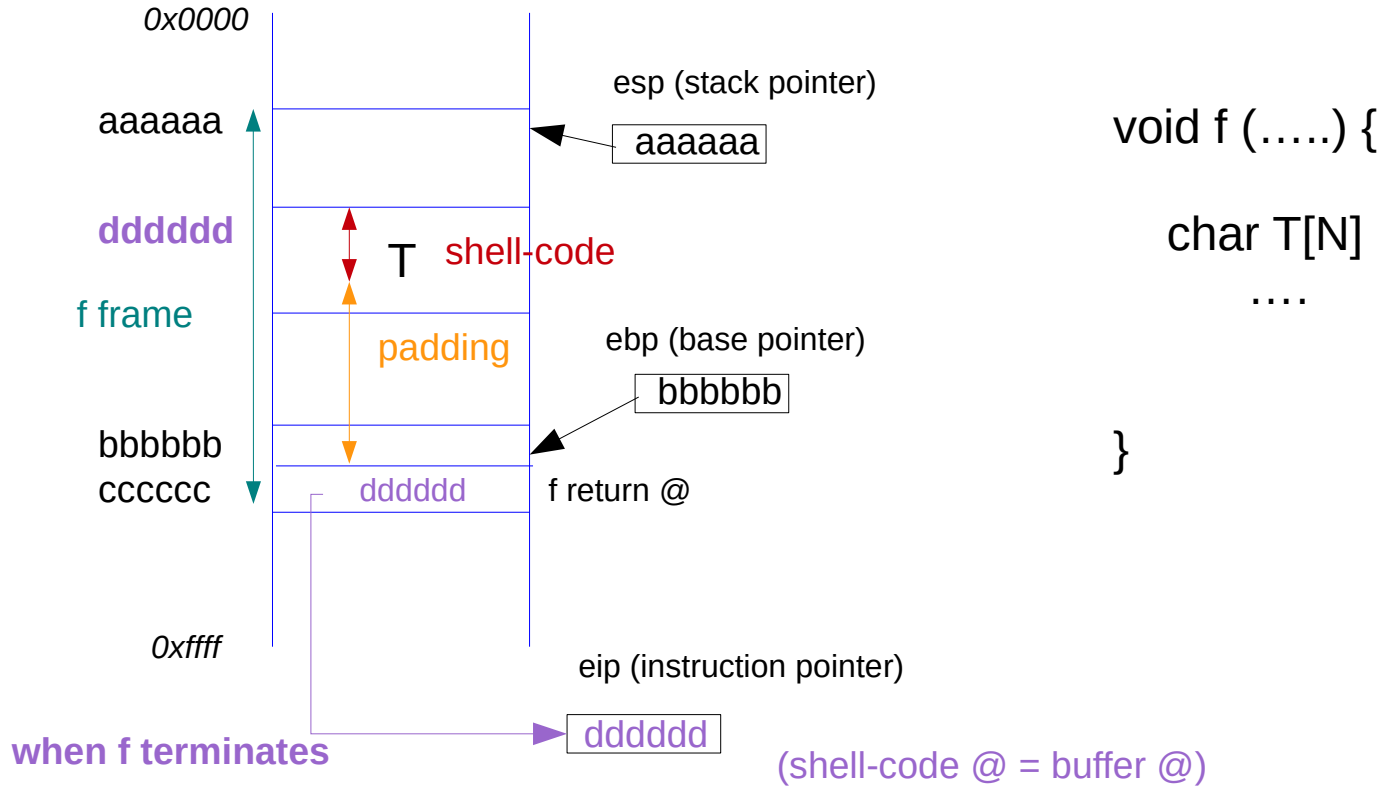 0x0000
esp (stack pointer)
aaaaaa
aaaaaa
void f (…..) {
dddddd
T
shell-code
char T[N]
….
f frame
padding
ebp (base pointer)
bbbbbb
bbbbbb
}
cccccc
dddddd
f return @
0xffff
eip (instruction pointer)
when f terminates
dddddd
(shell-code @ = buffer @)